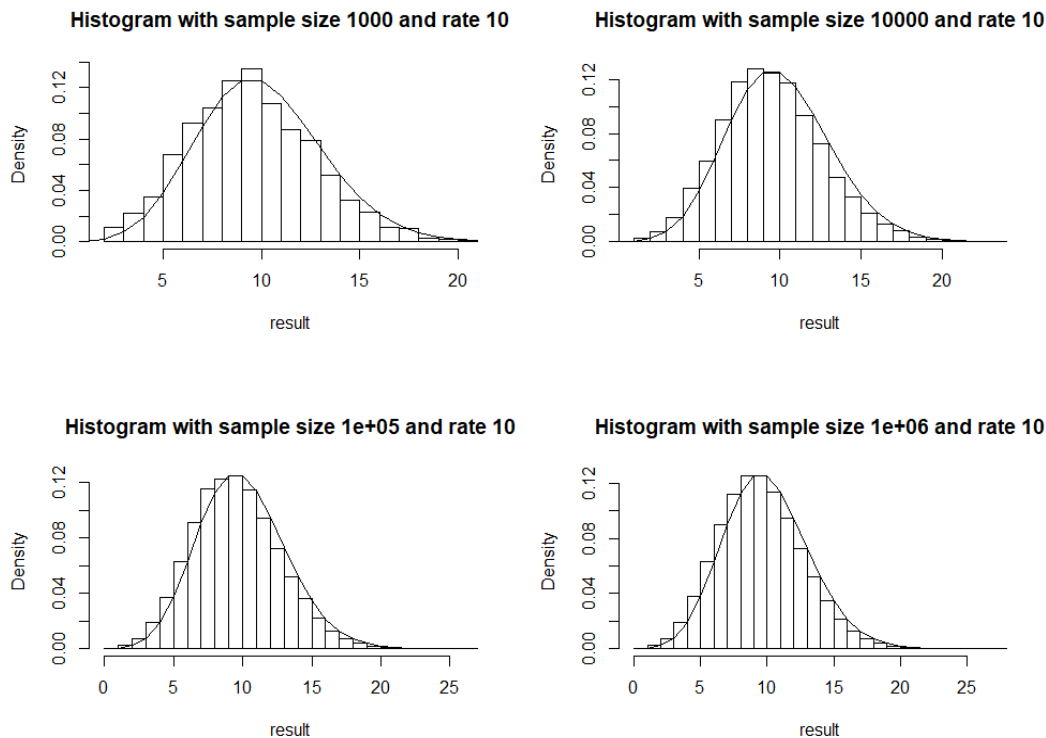 Histogram with sample size 1000 and rate 10
Density
0.00 0.04 0.08 0.12
5 10 15 20
result
Histogram with sample size 10000 and rate 10
Density
0.00 0.04 0.08 0.12
5 10 15 20
result
Histogram with sample size 1e+05 and rate 10
Density
0.00 0.04 0.08 0.12
0 5 10 15 20 25
result
Histogram with sample size 1e+06 and rate 10
Density
0.00 0.04 0.08 0.12
0 5 10 15 20 25
result